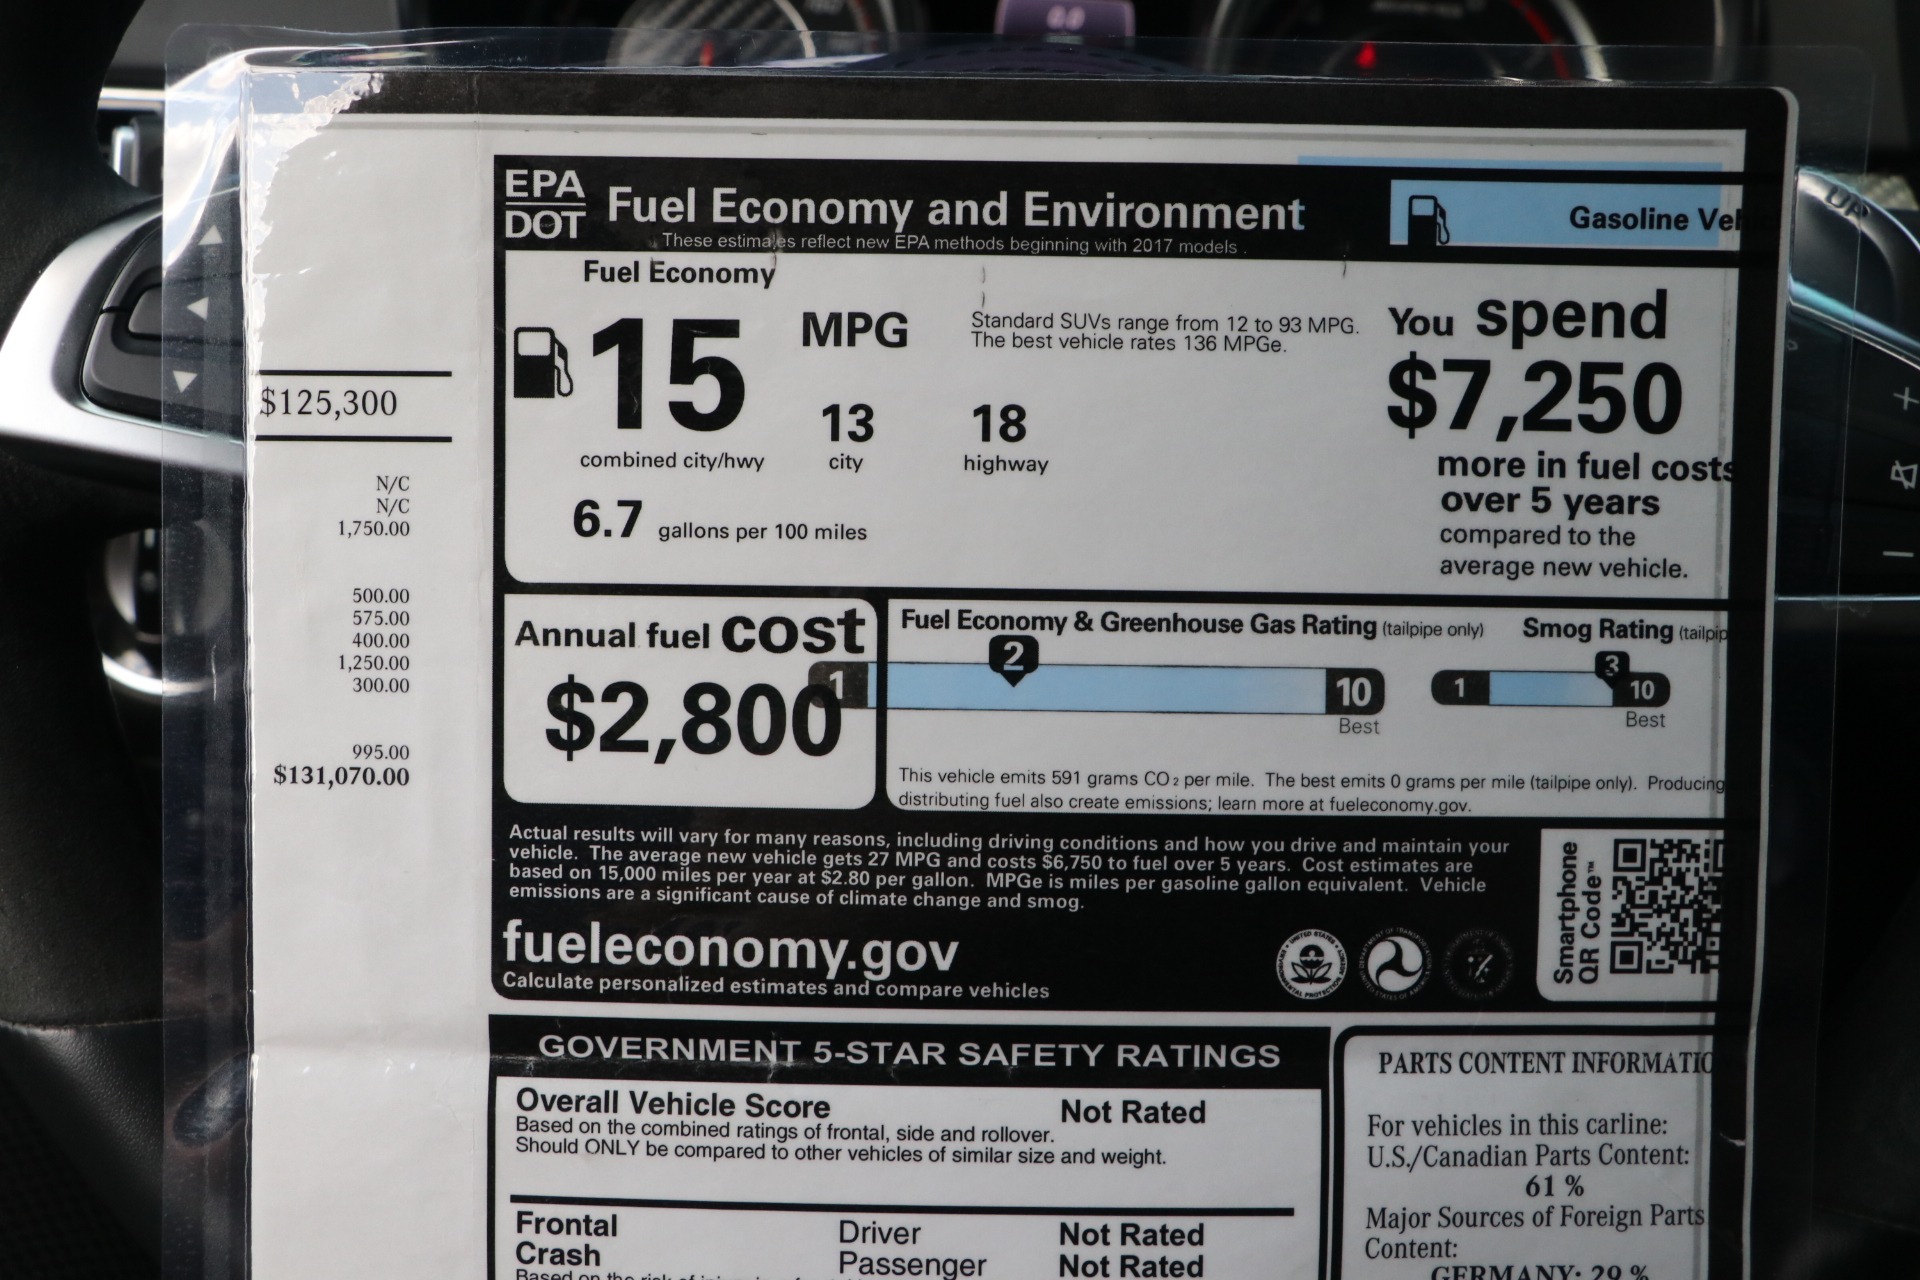 0.0
UP
EPA
DOT
Fuel Economy and Environment
These estimates reflect new EPA methods beginning with 2017 models .
Gasoline
Fuel Economy
15
MPG
Standard SUVs range from 12 to 93 MPG.
The best vehicle rates 136 MPGe.
13
city
18
highway
combined city/hwy
6.7 gallons per 100 miles
You spend
$7,250
more in fuel costs
over 5 years
compared to the
average new vehicle.
$125,300
N/C
N/C
1,750.00
500.00
575.00
400.00
1,250.00
300.00
995.00
$131,070.00
Annual fuel cost
$2,800
Fuel Economy & Greenhouse Gas Rating (tailpipe only)
2
1
10
Best
Smog Rating
3
1
10
Best
This vehicle emits 591 grams CO2 per mile. The best emits 0 grams per mile (tailpipe only). Producing
distributing fuel also create emissions; learn more at fueleconomy.gov.
Actual results will vary for many reasons, including driving conditions and how you drive and maintain your
vehicle. The average new vehicle gets 27 MPG and costs $6,750 to fuel over 5 years. Cost estimates are
based on 15,000 miles per year at $2.80 per gallon. MPGe is miles per gasoline gallon equivalent. Vehicle
emissions are a significant cause of climate change and smog.
fueleconomy.gov
Calculate personalized estimates and compare vehicles
Smartphone
QR Code™
GOVERNMENT 5-STAR SAFETY RATINGS
Overall Vehicle Score
Not Rated
Based on the combined ratings of frontal, side and rollover.
Should ONLY be compared to other vehicles of similar size and weight.
Frontal
Crash
Driver
Passenger
Not Rated
Not Rated
PARTS CONTENT
For vehicles in this carline:
U.S./Canadian Parts Content:
61 %
Major Sources of Foreign Parts
Content:
GERMANY: 29 %